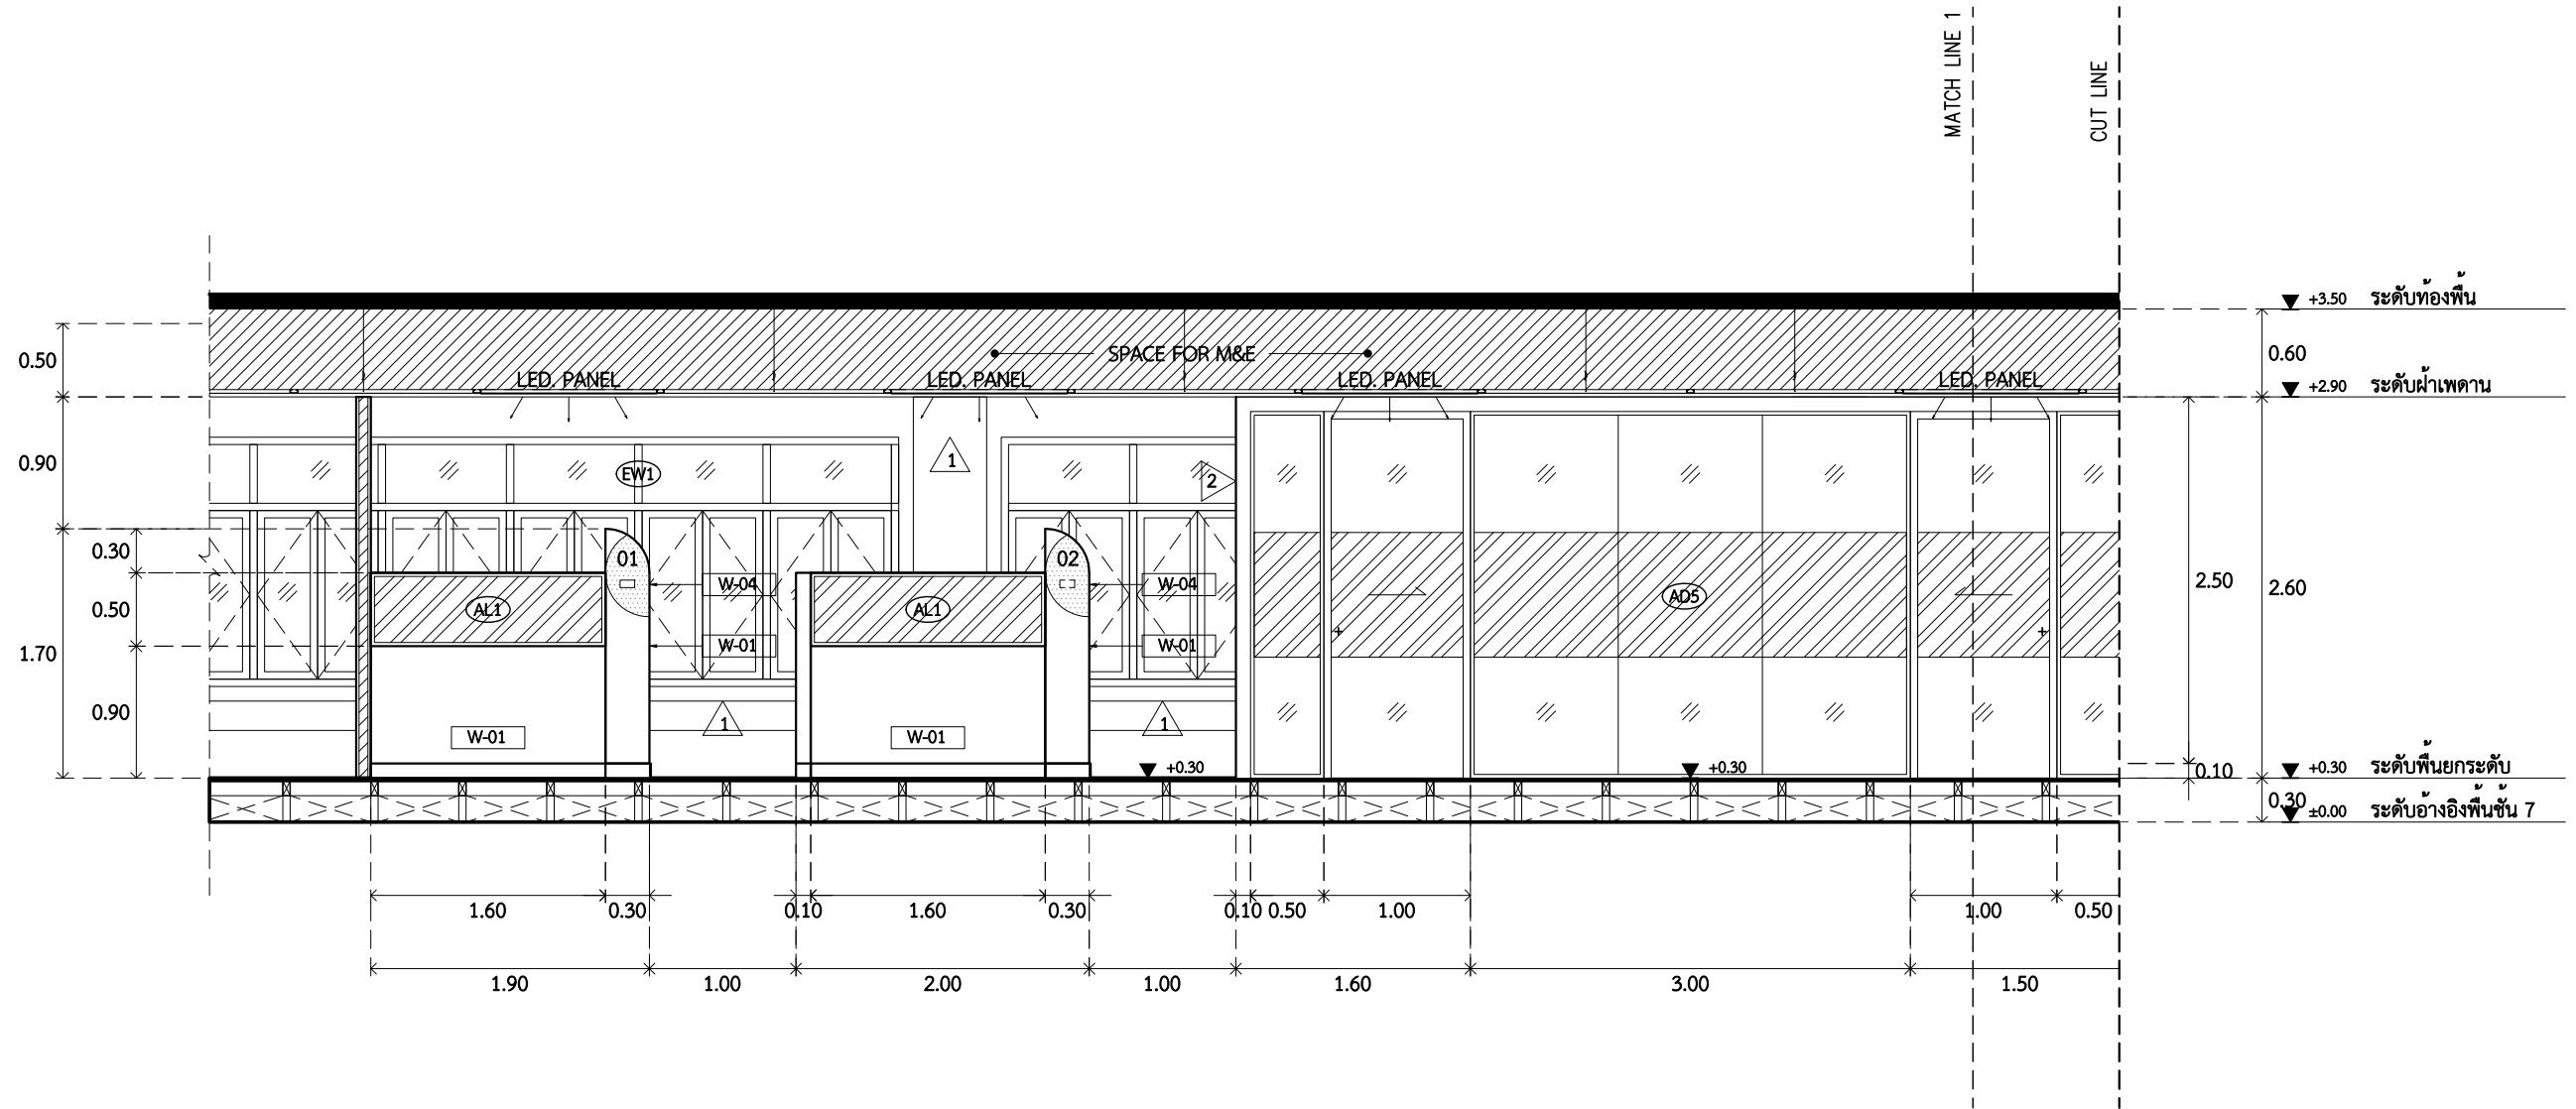 MATCH LINE 1
CUT LINE
+3.50 ระดับท้องพื้น
0.50
SPACE FOR M&E
0.60
LED. PANEL LED. PANEL LED. PANEL LED. PANEL
+2.90 ระดับฝ้าเพดาน
0.90
EW1
1
2
0.30
01
02
W-04
W-04
2.50
2.60
0.50
AL1
AL1
AD5
1.70
W-01
W-01
0.90
1
1
W-01
W-01
+0.30
+0.30
0.10
+0.30 ระดับพื้นยกระดับ
0.30
±0.00 ระดับอ้างอิงพื้นชั้น 7
1.60 0.30 0.10 1.60 0.30 0.10 0.50 1.00 1.00 0.50
1.90 1.00 2.00 1.00 1.60 3.00 1.50